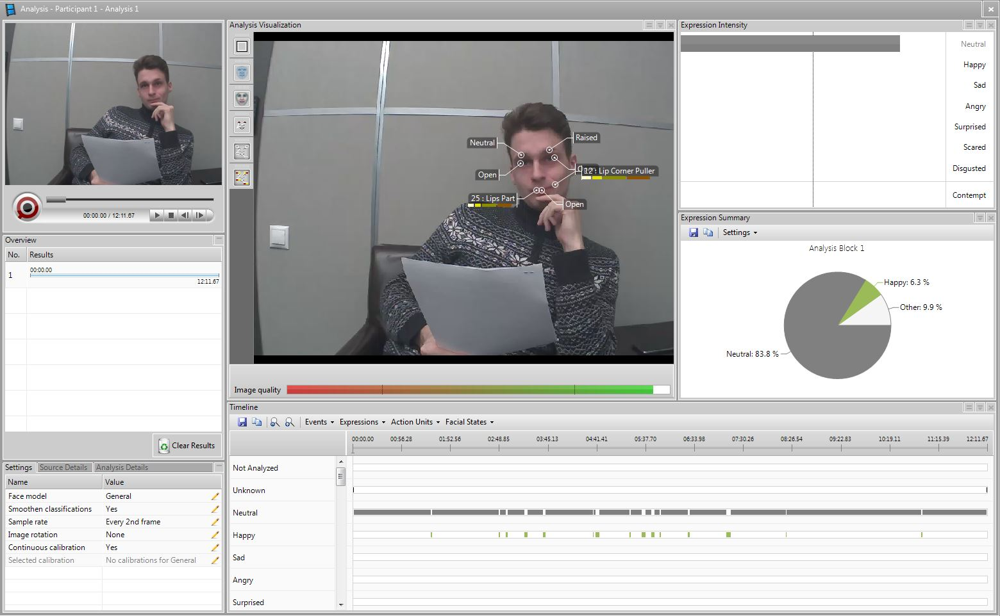 Analysis - Participant 1 - Analysis 1
00:00.00 / 12:11.67
Overview
No. Results
1 00:00.00
12:11.67
Clear Results
Settings Source Details Analysis Details
Name Value
Face model General
Smoothen classifications Yes
Sample rate Every 2nd frame
Image rotation None
Continuous calibration Yes
Selected calibration No calibrations for General
Analysis Visualization
Neutral
Raised
Open
12 : Lip Corner Puller
25 : Lips Part
Open
Image quality
Expression Intensity
Neutral
Happy
Sad
Angry
Surprised
Scared
Disgusted
Contempt
Expression Summary
Settings
Analysis Block 1
Happy: 6.3 %
Other: 9.9 %
Neutral: 83.8 %
Timeline
Events Expressions Action Units Facial States
00:00.00 00:56.28 01:52.56 02:48.85 03:45.13 04:41.41 05:37.70 06:33.98 07:30.26 08:26.54 09:22.83 10:19.11 11:15.39 12:11.67
Not Analyzed
Unknown
Neutral
Happy
Sad
Angry
Surprised